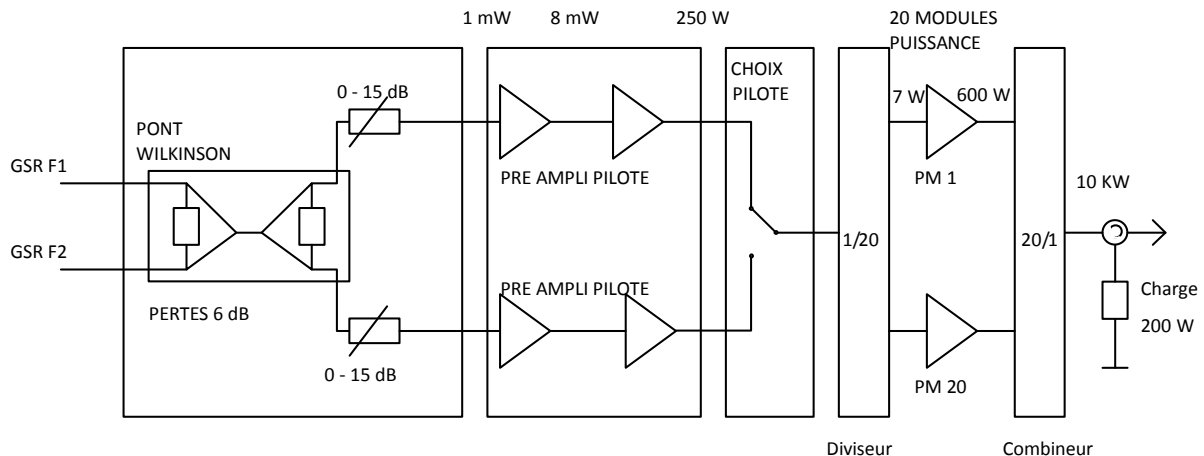 1 mW
8 mW
250 W
20 MODULES
PUISSANCE
0 - 15 dB
CHOIX
PILOTE
7 W
600 W
PONT
WILKINSON
GSR F1
PRE AMPLI PILOTE
PM 1
10 KW
GSR F2
1/20
20/1
PRE AMPLI PILOTE
PERTES 6 dB
Charge
200 W
0 - 15 dB
PM 20
Diviseur
Combineur